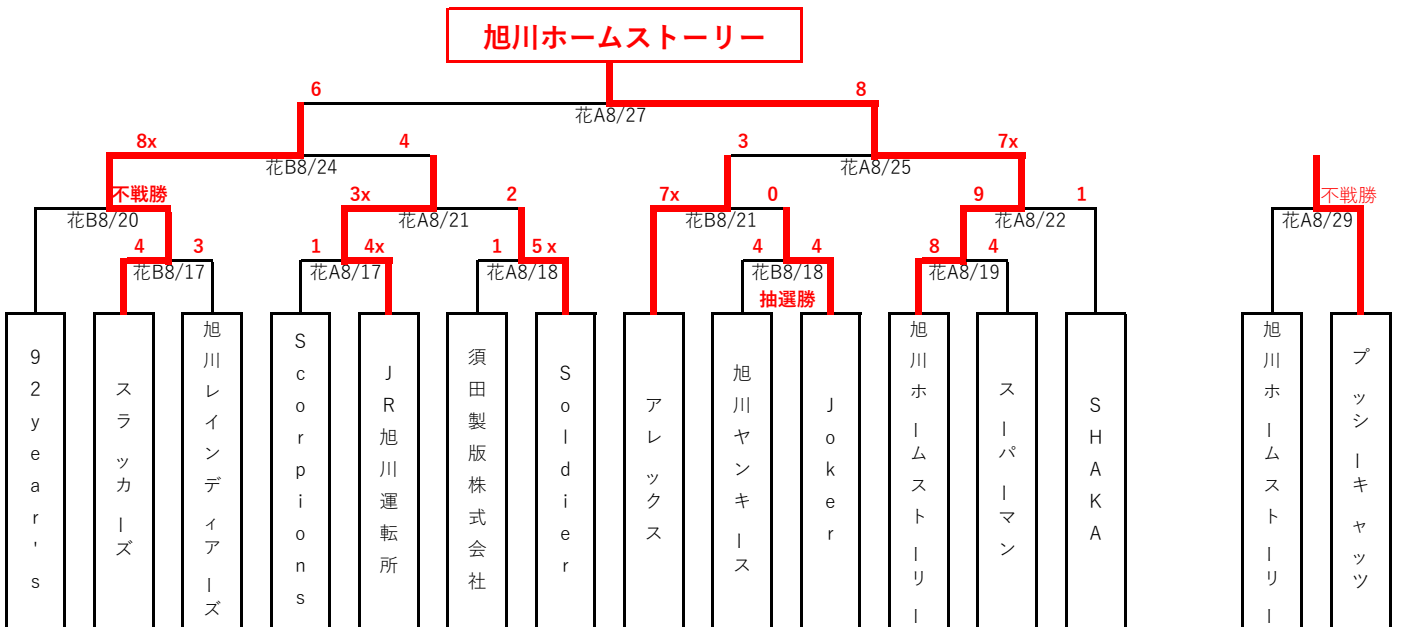 旭川ホームストーリー
6
8
花A8/27
8x
4
3
7x
花B8/24
花A8/25
不戦勝
3x
2
7x
0
9
1
不戦勝
花B8/20
花A8/21
花B8/21
花A8/22
花A8/29
4
3
1
4x
1
5x
4
4
8
4
花B8/17
花A8/17
花A8/18
花B8/18
花A8/19
抽選勝
92year's
スラッカーズ
旭川レインディアーズ
Scorpions
JR旭川運転所
須田製版株式会社
Soldier
アレックス
旭川ヤンキース
Joker
旭川ホームストーリー
スーパーマン
SHAKA
旭川ホームストーリー
プッシーキャッツ